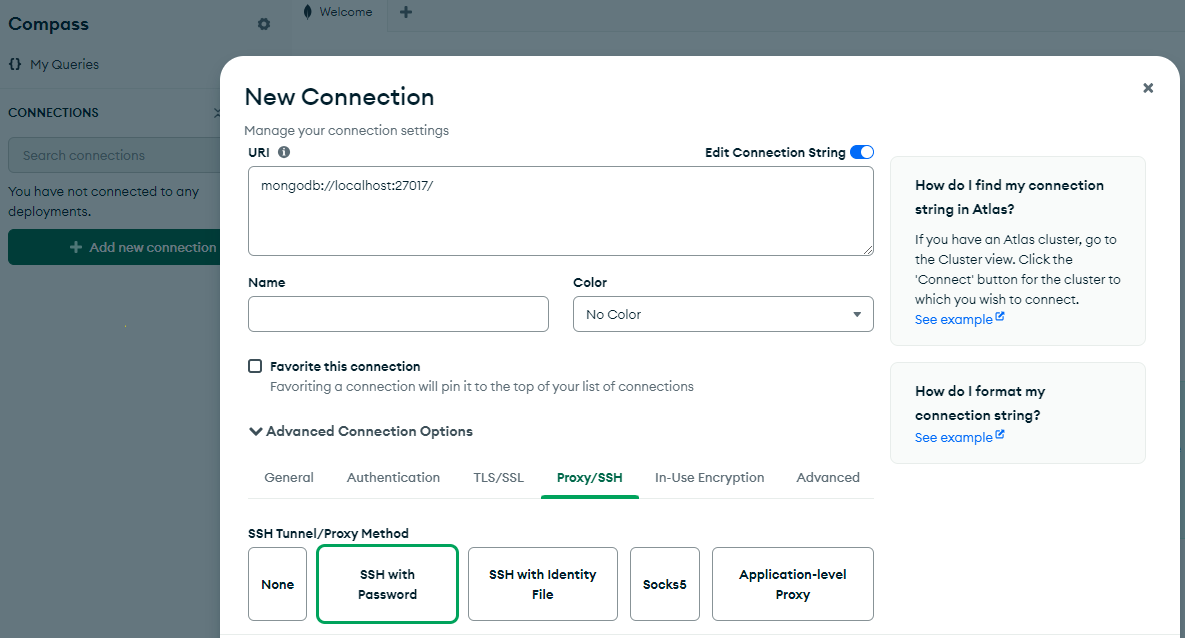 Compass
Welcome
My Queries
CONNECTIONS
Search connections
You have not connected to any
deployments.
Add new connection
New Connection
Manage your connection settings
URI
Edit Connection String
mongodb://localhost:27017/
Name
Color
No Color
Favorite this connection
Favoriting a connection will pin it to the top of your list of connections
Advanced Connection Options
General
Authentication
TLS/SSL
Proxy/SSH
In-Use Encryption
Advanced
SSH Tunnel/Proxy Method
None
SSH with
Password
SSH with Identity
File
Socks5
Application-level
Proxy
How do I find my connection
string in Atlas?
If you have an Atlas cluster, go to
the Cluster view. Click the
'Connect' button for the cluster to
which you wish to connect.
See example
How do I format my
connection string?
See example